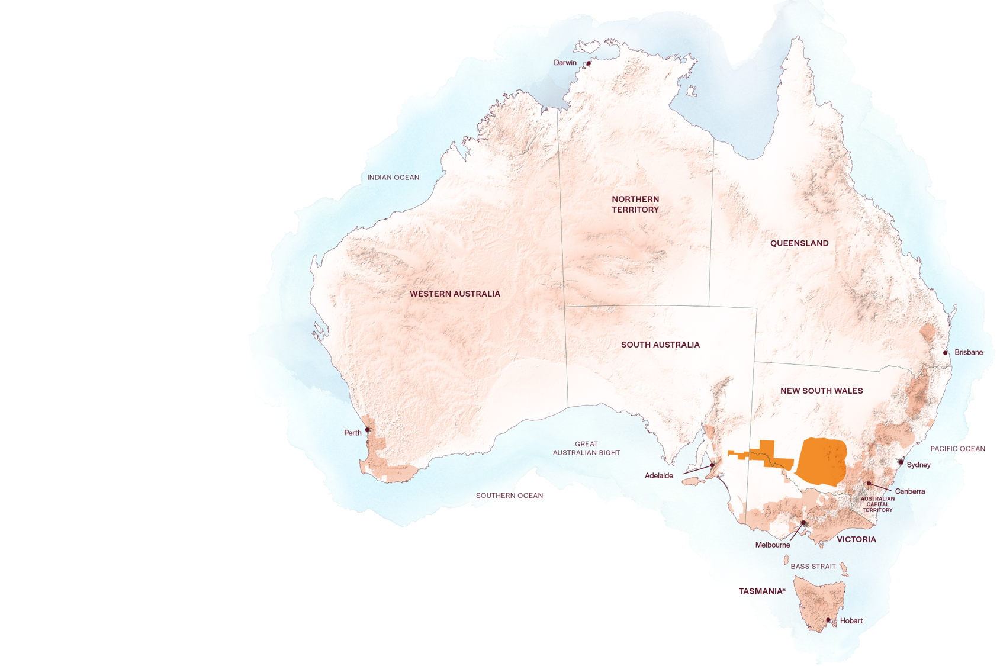 Darwin
INDIAN OCEAN
NORTHERN
TERRITORY
QUEENSLAND
WESTERN AUSTRALIA
SOUTH AUSTRALIA
Brisbane
NEW SOUTH WALES
Perth
GREAT
AUSTRALIAN BIGHT
PACIFIC OCEAN
Sydney
Adelaide
SOUTHERN OCEAN
Canberra
AUSTRALIAN
CAPITAL
TERRITORY
Melbourne
VICTORIA
BASS STRAIT
TASMANIA*
Hobart